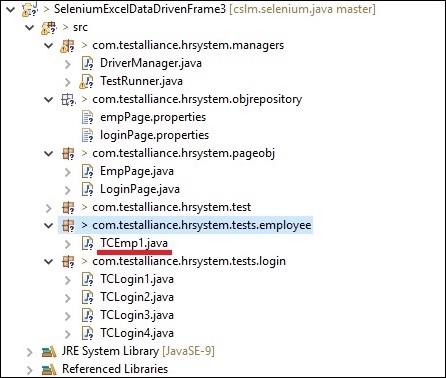 > SeleniumExcelDataDrivenFrame3 [cslm.selenium.java master]
> src
> com.testalliance.hrsystem.managers
> DriverManager.java
> TestRunner.java
> com.testalliance.hrsystem.objrepository
empPage.properties
loginPage.properties
> com.testalliance.hrsystem.pageobj
> EmpPage.java
> LoginPage.java
> > com.testalliance.hrsystem.test
> com.testalliance.hrsystem.tests.employee
> TCEmp1.java
> com.testalliance.hrsystem.tests.login
> TCLogin1.java
> TCLogin2.java
> TCLogin3.java
> TCLogin4.java
> JRE System Library [JavaSE-9]
> Referenced Libraries